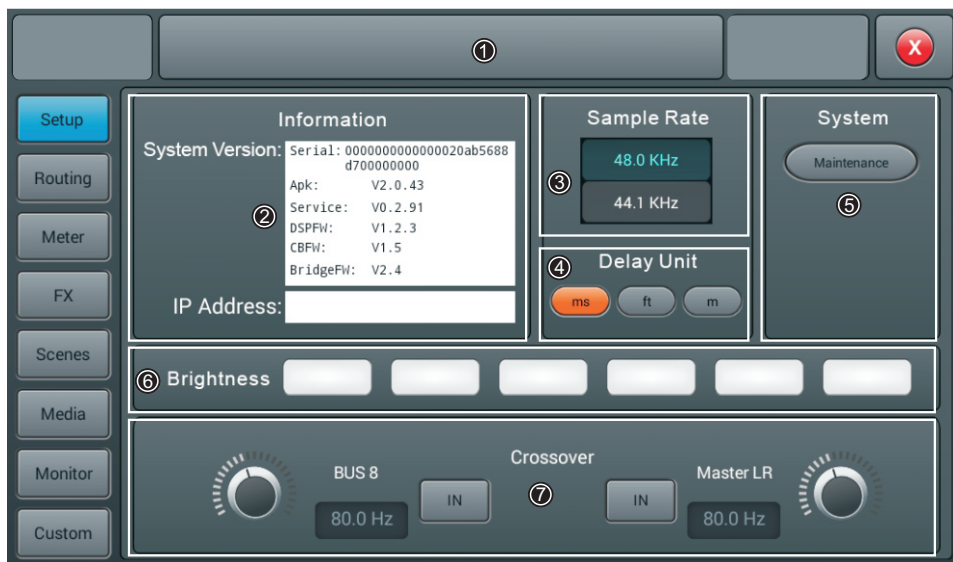 ①
X
Setup
Routing
Meter
FX
Scenes
Media
Monitor
Custom
Information
System Version:
Serial: 0000000000000020ab5688
d700000000
Apk: V2.0.43
Service: V0.2.91
DSPFW: V1.2.3
CBFW: V1.5
BridgeFW: V2.4
②
IP Address:
Sample Rate
48.0 KHz
③
44.1 KHz
④ Delay Unit
ms ft m
System
Maintenance
⑤
⑥ Brightness
Crossover
BUS 8
IN
80.0 Hz
⑦
Master LR
IN
80.0 Hz